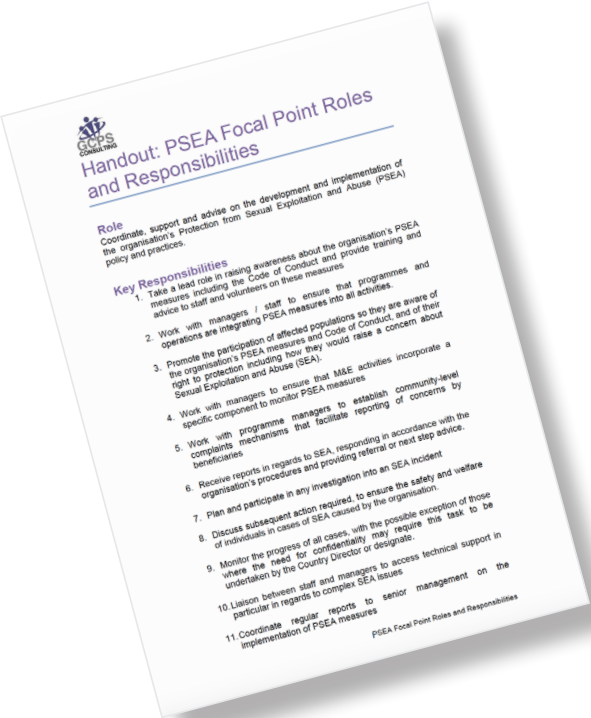 GCPS
CONSULTING
Handout: PSEA Focal Point Roles
and Responsibilities
Role
Coordinate, support and advise on the development and implementation of
the organisation's Protection from Sexual Exploitation and Abuse (PSEA)
policy and practices.
Key Responsibilities
1. Take a lead role in raising awareness about the organisation's PSEA
measures including the Code of Conduct and provide training and
advice to staff and volunteers on these measures
2. Work with managers / staff to ensure that programmes and
operations are integrating PSEA measures into all activities.
3. Promote the participation of affected populations so they are aware of
the organisation's PSEA measures and Code of Conduct, and of their
right to protection including how they would raise a concern about
Sexual Exploitation and Abuse (SEA).
4. Work with managers to ensure that M&E activities incorporate a
specific component to monitor PSEA measures
5. Work with programme managers to establish community-level
complaints mechanisms that facilitate reporting of concerns by
beneficiaries
6. Receive reports in regards to SEA, responding in accordance with the
organisation's procedures and providing referral or next step advice.
7. Plan and participate in any investigation into an SEA incident
8. Discuss subsequent action required, to ensure the safety and welfare
of individuals in cases of SEA caused by the organisation.
9. Monitor the progress of all cases, with the possible exception of those
where the need for confidentiality may require this task to be
undertaken by the Country Director or designate.
10. Liaison between staff and managers to access technical support in
particular in regards to complex SEA issues
11. Coordinate regular reports to senior management on the
implementation of PSEA measures
PSEA Focal Point Roles and Responsibilities